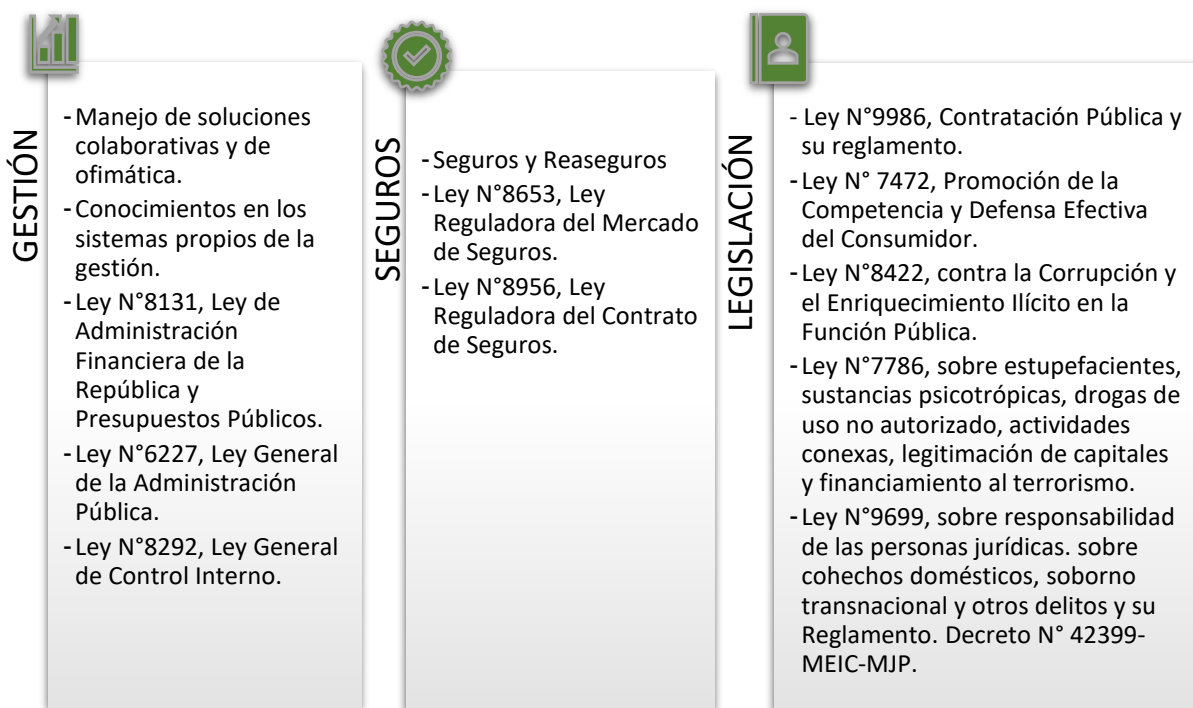 GESTIÓN
-Manejo de soluciones
colaborativas y de
ofimática.
-Conocimientos en los
sistemas propios de la
gestión.
-Ley N°8131, Ley de
Administración
Financiera de la
República y
Presupuestos Públicos.
-Ley N°6227, Ley General
de la Administración
Pública.
-Ley N°8292, Ley General
de Control Interno.
SEGUROS
-Seguros y Reaseguros
-Ley N°8653, Ley
Reguladora del Mercado
de Seguros.
-Ley N°8956, Ley
Reguladora del Contrato
de Seguros.
LEGISLACIÓN
- Ley N°9986, Contratación Pública y
su reglamento.
-Ley N° 7472, Promoción de la
Competencia y Defensa Efectiva
del Consumidor.
-Ley N°8422, contra la Corrupción y
el Enriquecimiento Ilícito en la
Función Pública.
-Ley N°7786, sobre estupefacientes,
sustancias psicotrópicas, drogas de
uso no autorizado, actividades
conexas, legitimación de capitales
y financiamiento al terrorismo.
-Ley N°9699, sobre responsabilidad
de las personas jurídicas. sobre
cohechos domésticos, soborno
transnacional y otros delitos y su
Reglamento. Decreto N° 42399-
MEIC-MJP.